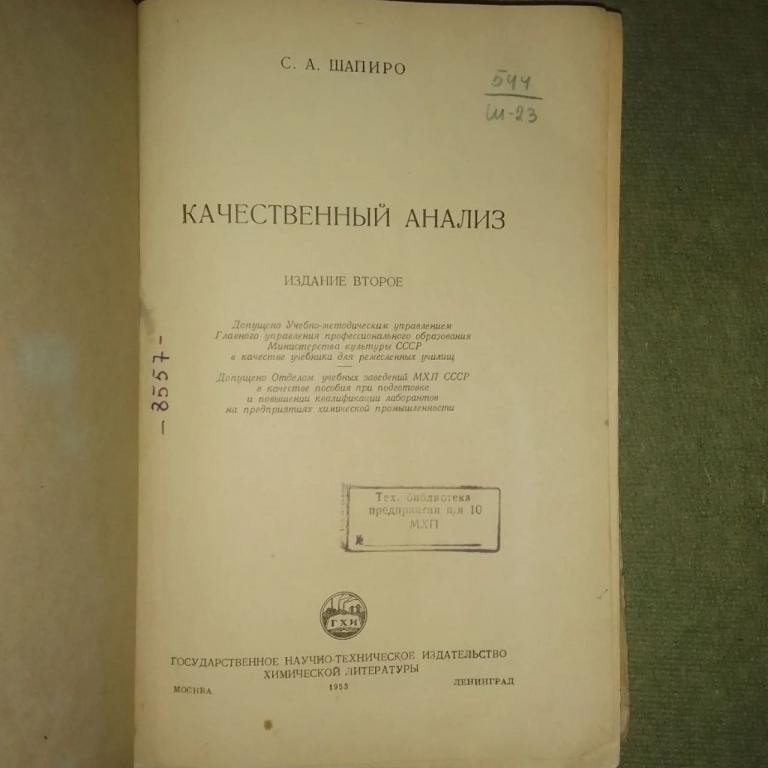 С. А. ШАПИРО
544
Ш-23
КАЧЕСТВЕННЫЙ АНАЛИЗ
ИЗДАНИЕ ВТОРОЕ
Допущено Учебно-методическим управлением
Главного управления профессионального образования
Министерства культуры СССР
в качестве учебника для ремесленных училищ
Допущено Отделом учебных заведений МХП СССР
в качестве пособия при подготовке
и повышении квалификации лаборантов
на предприятиях химической промышленности
-8557-
Тех. библиотека
предприятия п/я 10
МХП
№
ГХИ
ГОСУДАРСТВЕННОЕ НАУЧНО-ТЕХНИЧЕСКОЕ ИЗДАТЕЛЬСТВО
ХИМИЧЕСКОЙ ЛИТЕРАТУРЫ
МОСКВА 1953 ЛЕНИНГРАД